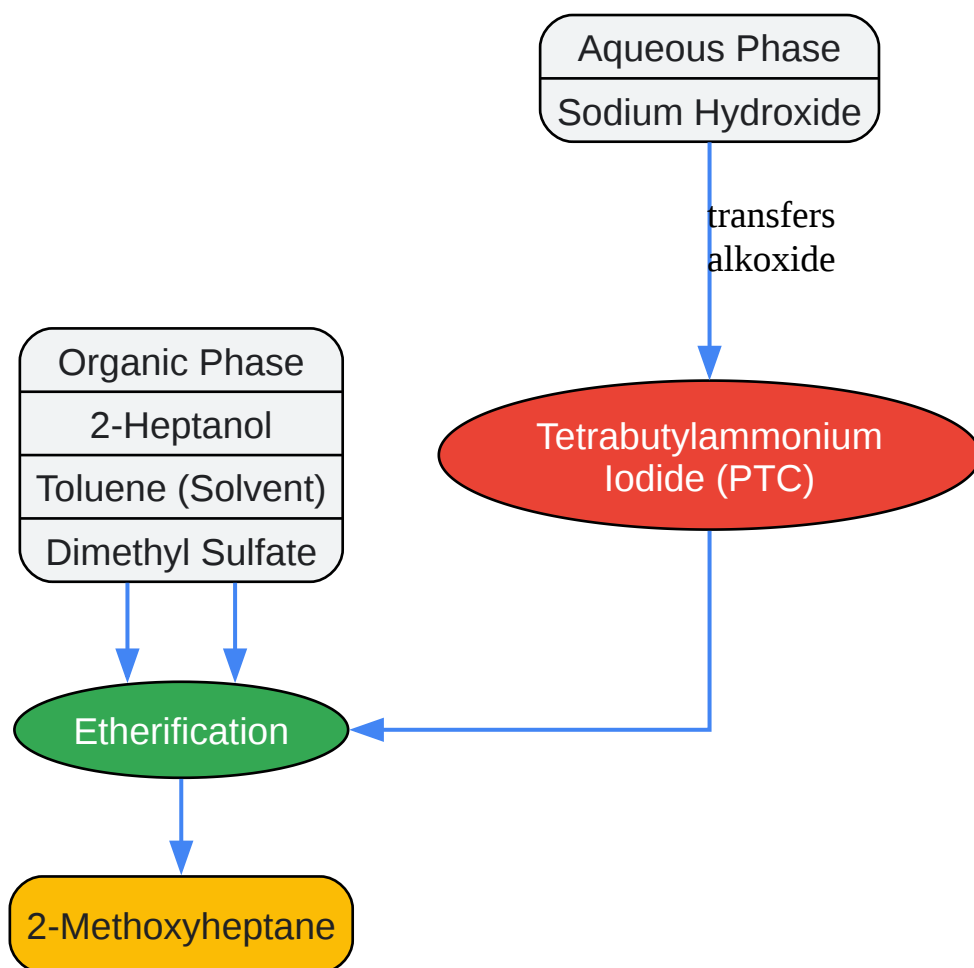 Aqueous Phase
Sodium Hydroxide
transfers
alkoxide
Organic Phase
2-Heptanol
Toluene (Solvent)
Dimethyl Sulfate
Tetrabutylammonium
Iodide (PTC)
Etherification
2-Methoxyheptane